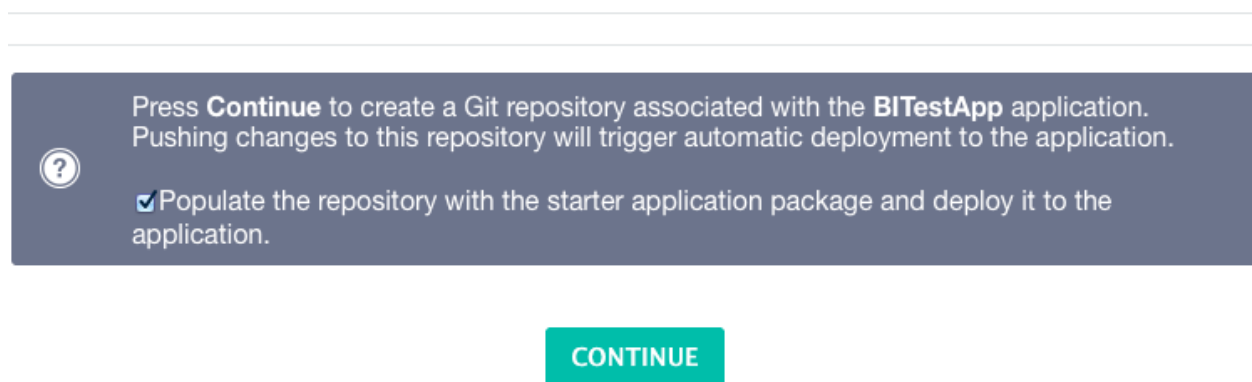 Press Continue to create a Git repository associated with the BITestApp application.
Pushing changes to this repository will trigger automatic deployment to the application.
?
Populate the repository with the starter application package and deploy it to the
application.
CONTINUE